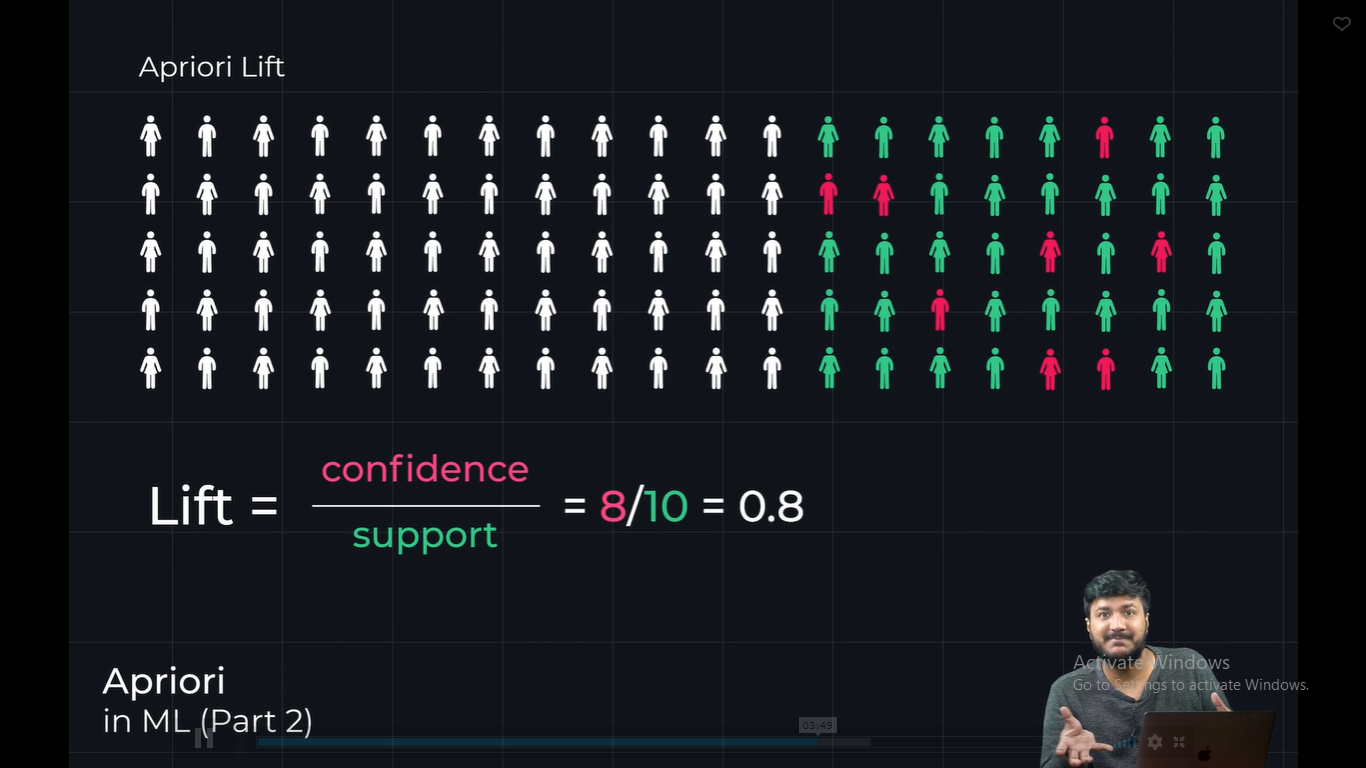 Apriori Lift
Lift = confidence / support = 8/10 = 0.8
Apriori
in ML (Part 2)
Activate Windows
Go to Settings to activate Windows.
03:49